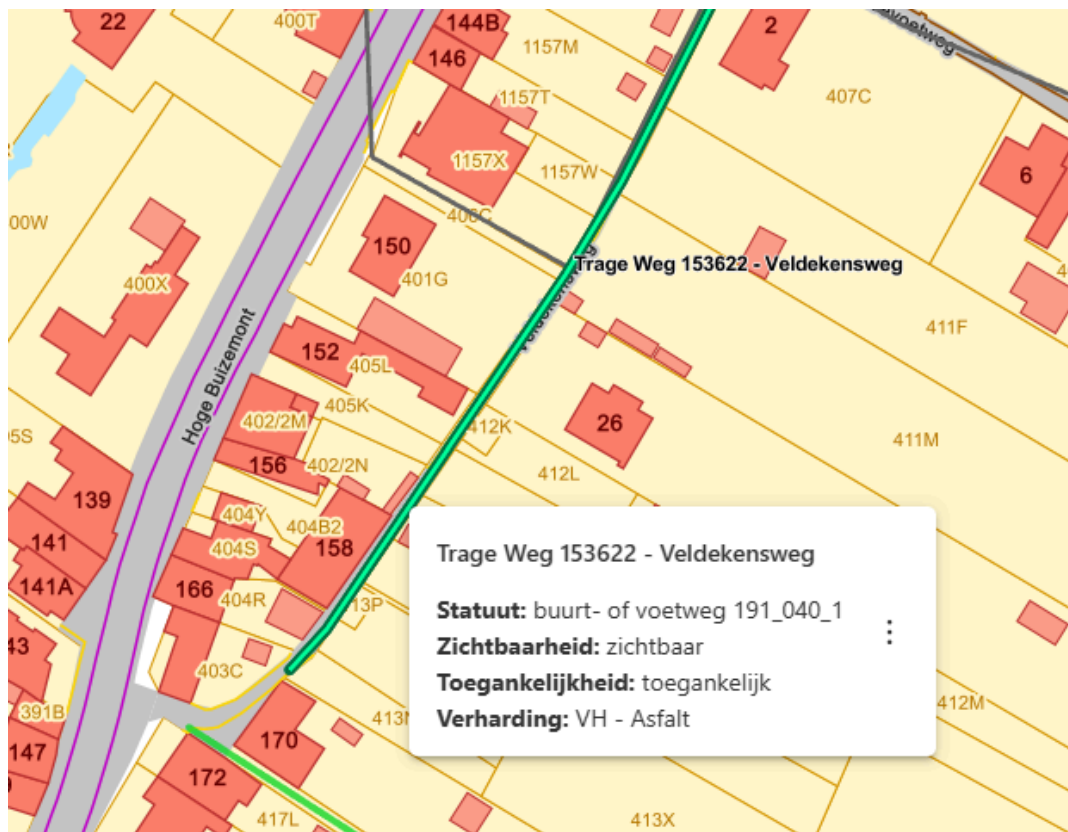 22
400T
144B
146
1157M
2
voetweg
1157T
407C
1157X
1157W
6
00W
406C
150
401G
Trage Weg 153622 - Veldekensweg
400X
411F
Hoge Buizemont
152
405L
405K
402/2M
26
412K
411M
05S
156
402/2N
412L
139
404Y
404B2
141
404S
158
141A
166
404R
13P
43
403C
391B
413N
412M
147
170
172
417L
413X
Trage Weg 153622 - Veldekensweg
Statuut: buurt- of voetweg 191_040_1
Zichtbaarheid: zichtbaar
Toegankelijkheid: toegankelijk
Verharding: VH - Asfalt